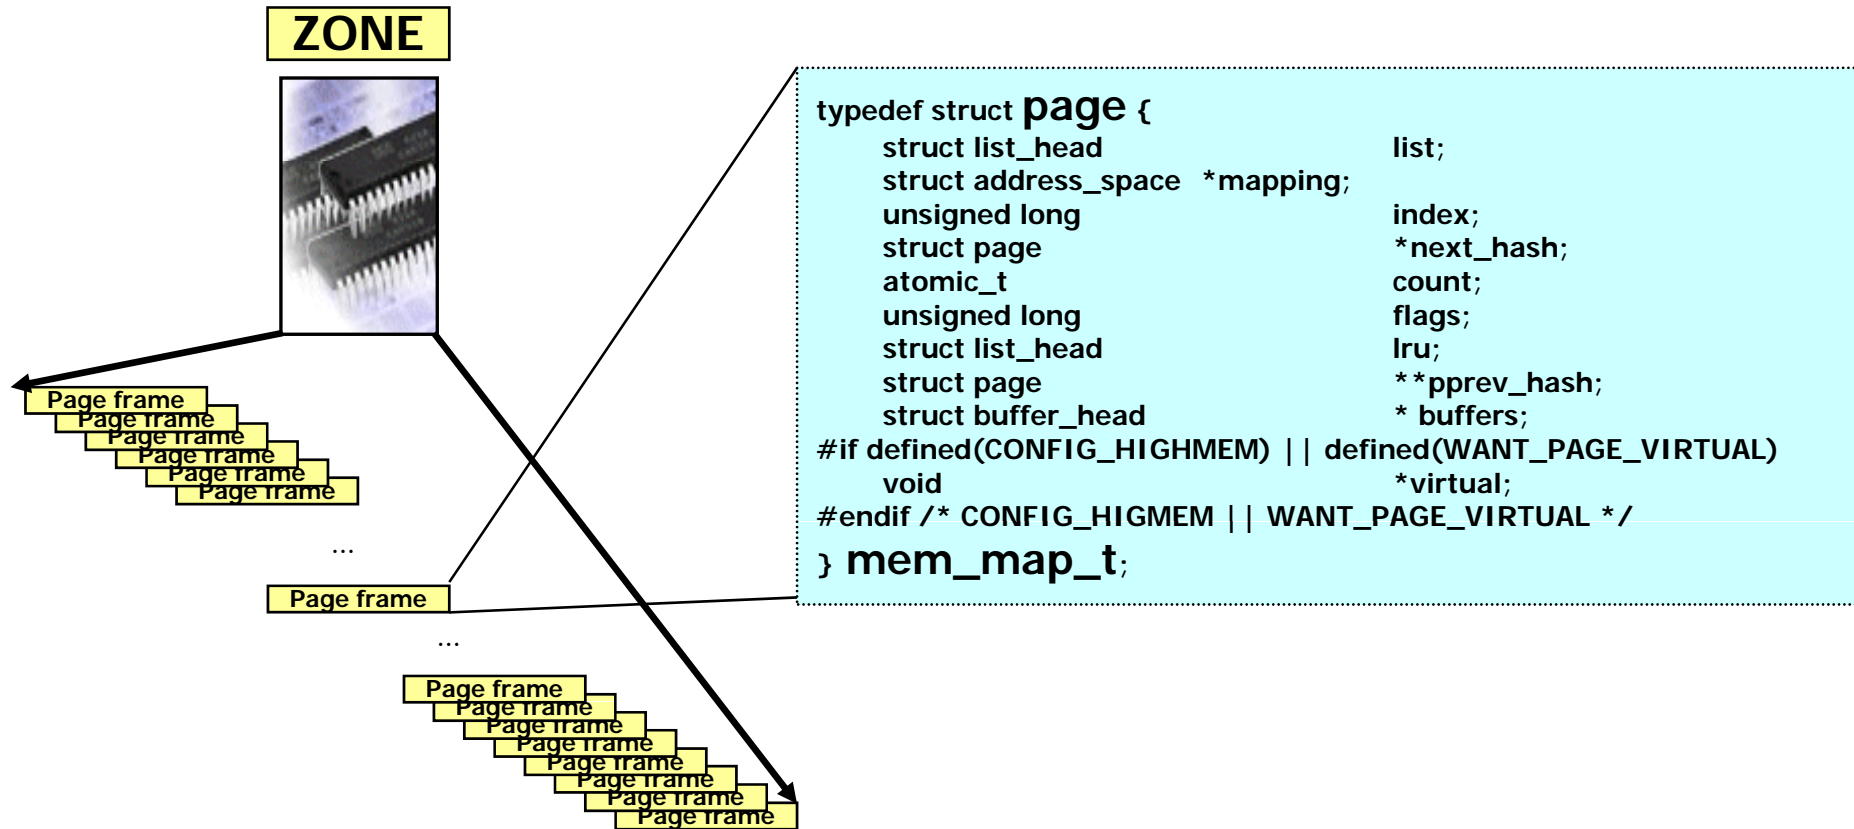 ZONE
Page frame
Page frame
Page frame
Page frame
Page frame
Page frame
...
Page frame
...
Page frame
Page frame
Page frame
Page frame
Page frame
Page frame
Page frame
Page frame
typedef struct page {
struct list_head list;
struct address_space *mapping;
unsigned long index;
struct page *next_hash;
atomic_t count;
unsigned long flags;
struct list_head lru;
struct page **pprev_hash;
struct buffer_head * buffers;
#if defined(CONFIG_HIGHMEM) || defined(WANT_PAGE_VIRTUAL)
void *virtual;
#endif /* CONFIG_HIGMEM || WANT_PAGE_VIRTUAL */
} mem_map_t;